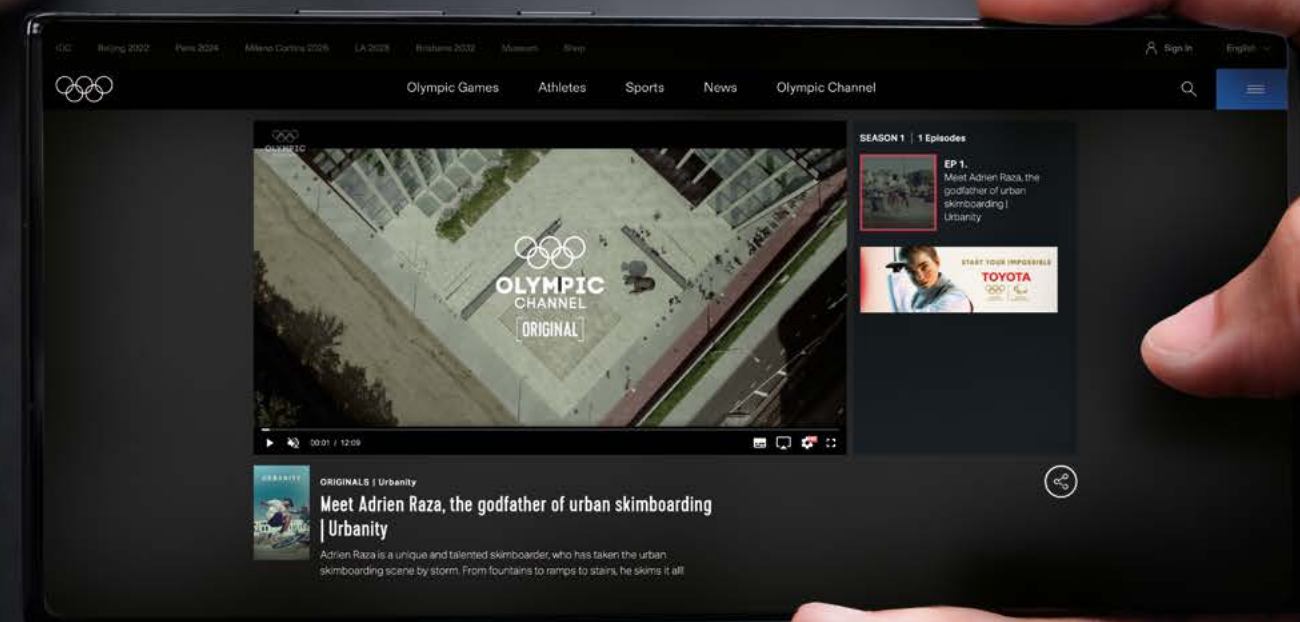 IOC Beijing 2022 Paris 2024 Milano Cortina 2026 LA 2028 Brisbane 2032 Museum Shop
Sign In English
Olympic Games Athletes Sports News Olympic Channel
OLYMPIC
OLYMPIC
CHANNEL
ORIGINAL
00:01 / 12:09
SEASON 1 | 1 Episodes
EP 1.
Meet Adrien Raza, the
godfather of urban
skimboarding |
Urbanity
START YOUR IMPOSSIBLE
TOYOTA
URBANITY
ORIGINALS | Urbanity
Meet Adrien Raza, the godfather of urban skimboarding
| Urbanity
Adrien Raza is a unique and talented skimboarder, who has taken the urban
skimboarding scene by storm. From fountains to ramps to stairs, he skims it all!